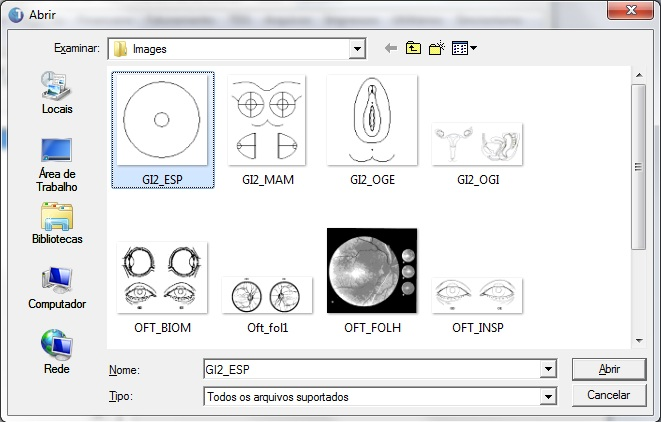 Abrir
Examinar:
Images
Locais
Área de
Trabalho
Bibliotecas
Computador
Rede
GI2_ESP
GI2_MAM
GI2_OGE
GI2_OGI
OFT_BIOM
Oft_fol1
OFT_FOLH
OFT_INSP
Nome:
GI2_ESP
Abrir
Tipo:
Todos os arquivos suportados
Cancelar